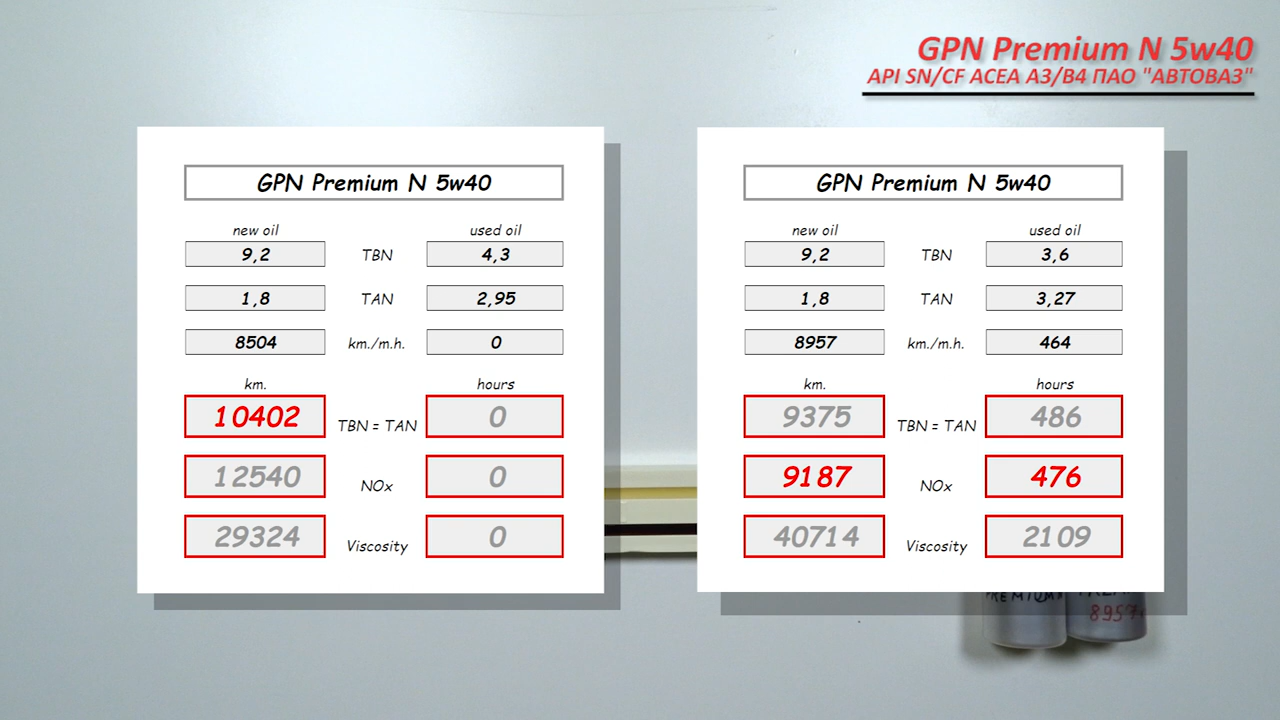 GPN Premium N 5w40
API SN/CF ACEA A3/B4 ПАО "АВТОВАЗ"
GPN Premium N 5w40
new oil used oil
9,2 TBN 4,3
1,8 TAN 2,95
8504 km./m.h. 0
km. hours
10402 TBN = TAN 0
12540 NOx 0
29324 Viscosity 0
GPN Premium N 5w40
new oil used oil
9,2 TBN 3,6
1,8 TAN 3,27
8957 km./m.h. 464
km. hours
9375 TBN = TAN 486
9187 NOx 476
40714 Viscosity 2109
PREMIUM
8957